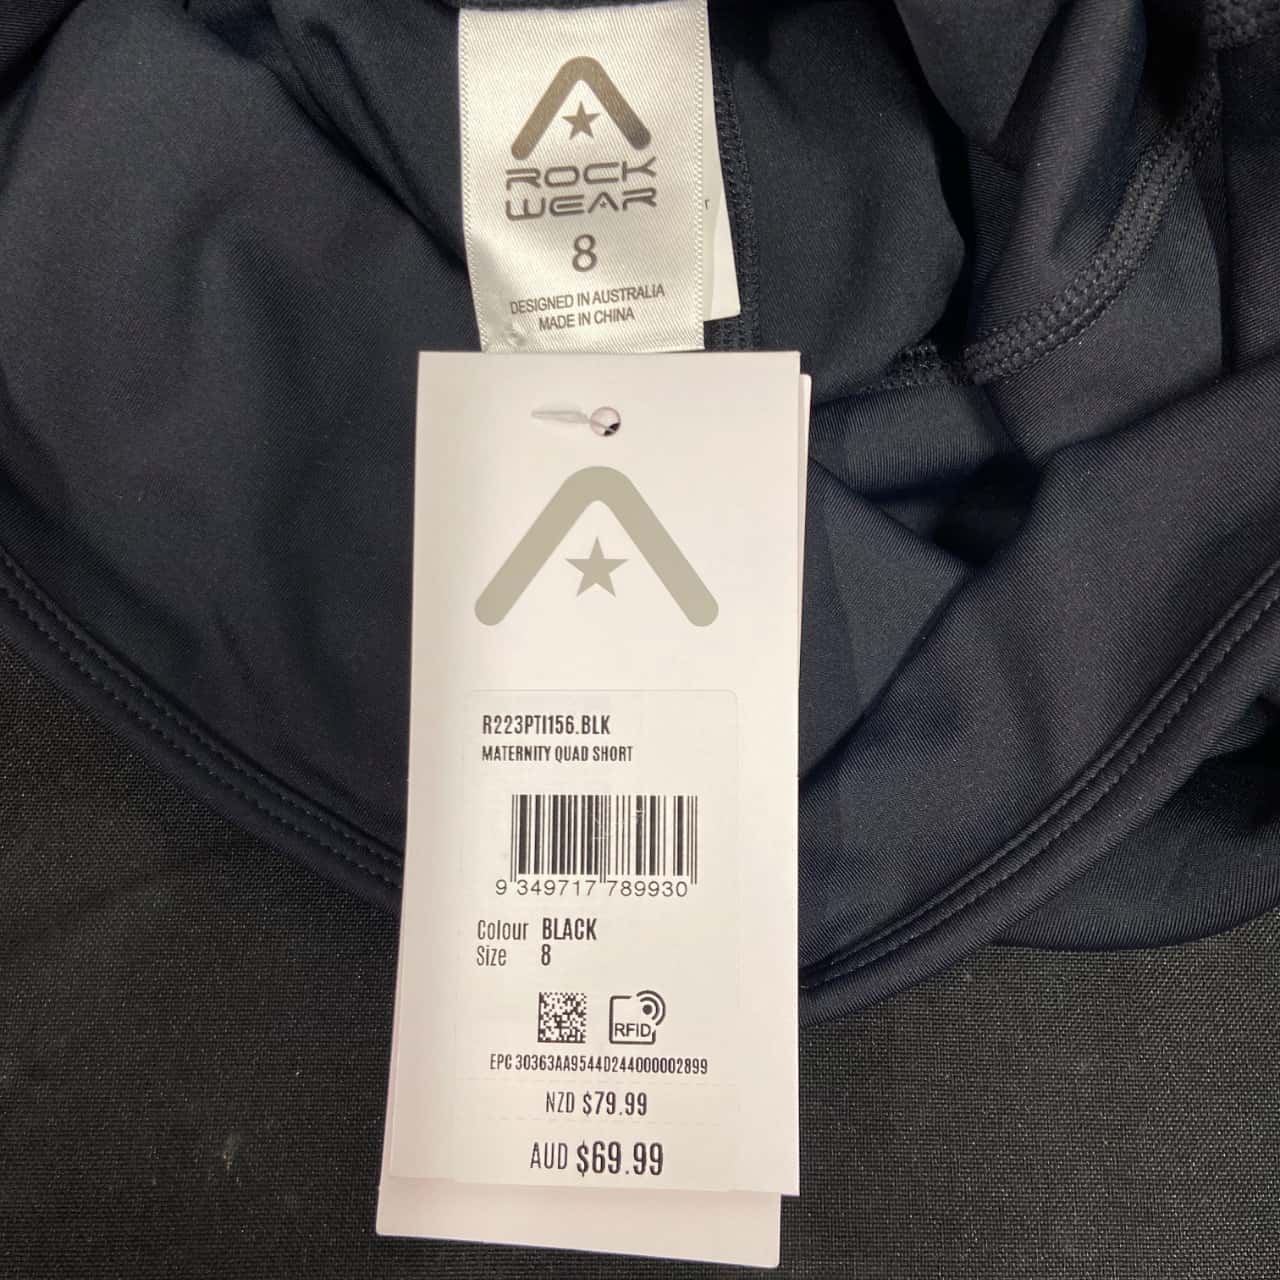 ROCK
WEAR
8
DESIGNED IN AUSTRALIA
MADE IN CHINA
R223PTI156.BLK
MATERNITY QUAD SHORT
9 349717 789930
Colour BLACK
Size 8
RFID
EPC 30363AA9544D244000002899
NZD $79.99
AUD $69.99